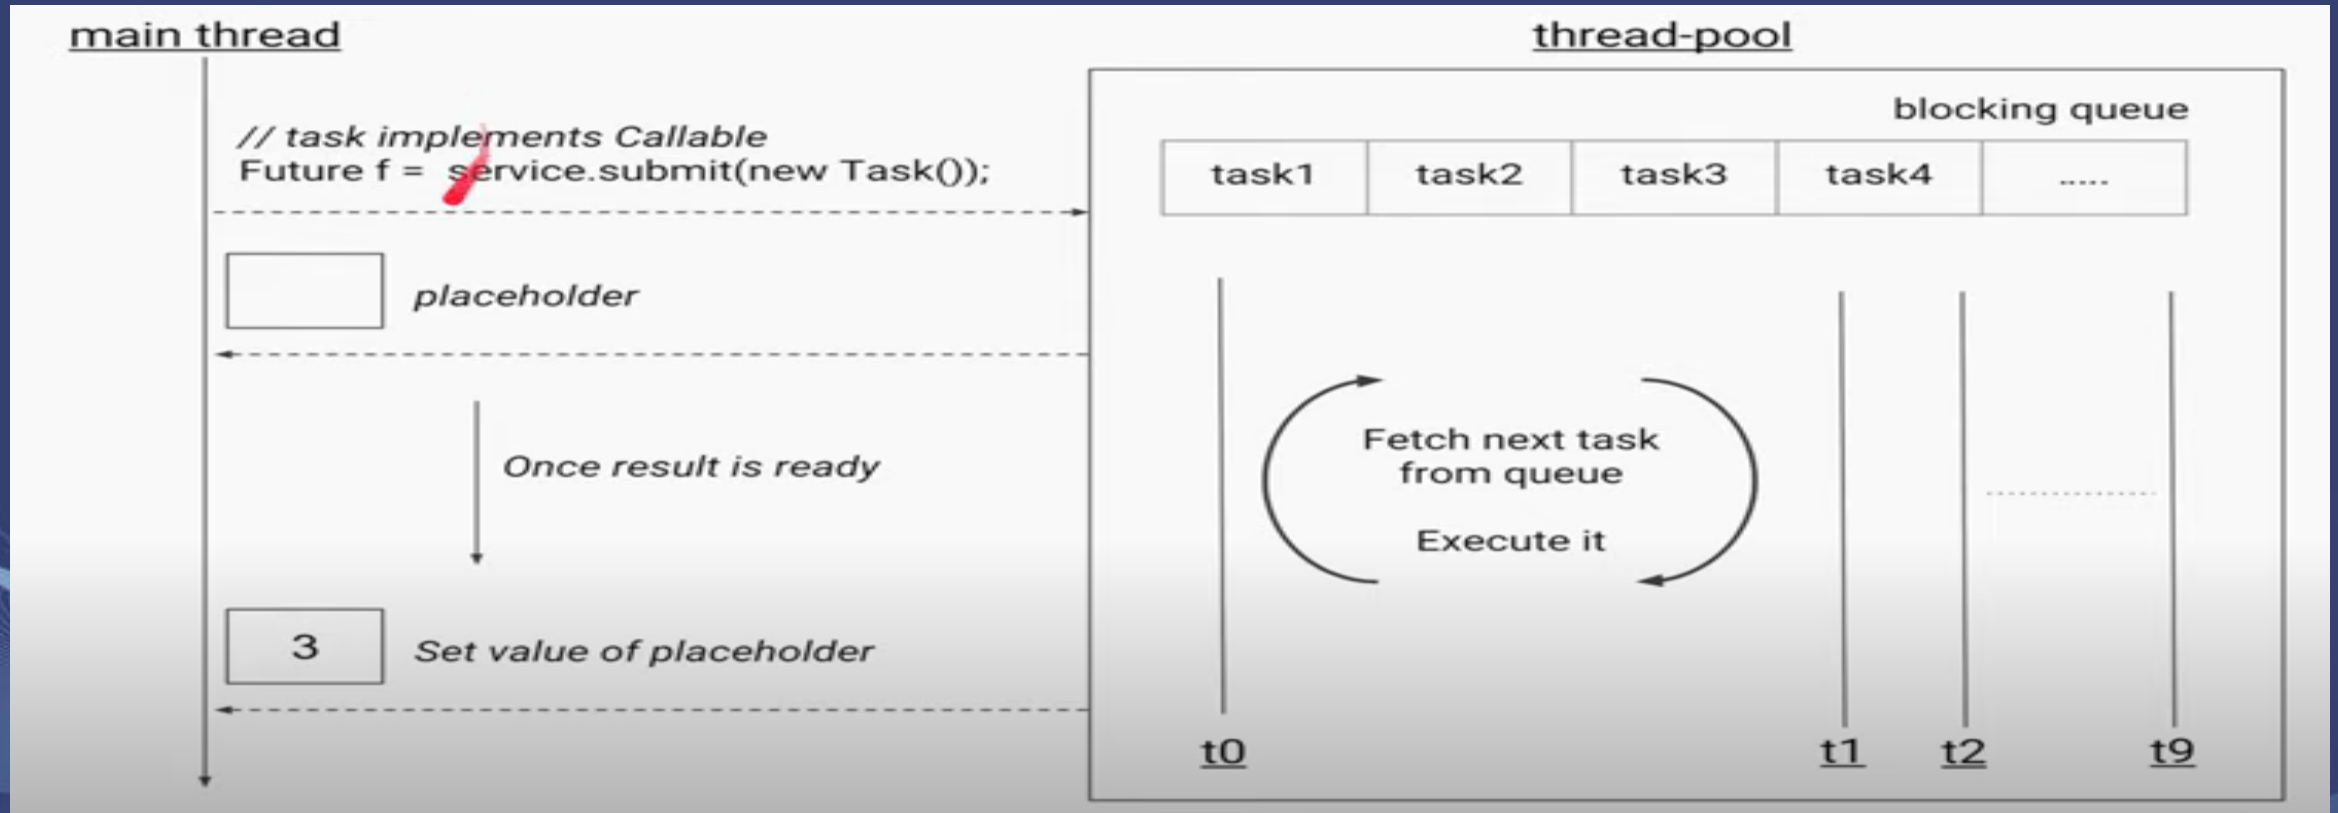 main thread
thread-pool
// task implements Callable
Future f = service.submit(new Task());
placeholder
Once result is ready
3
Set value of placeholder
blocking queue
task1
task2
task3
task4
.....
Fetch next task
from queue
Execute it
t0
t1
t2
t9